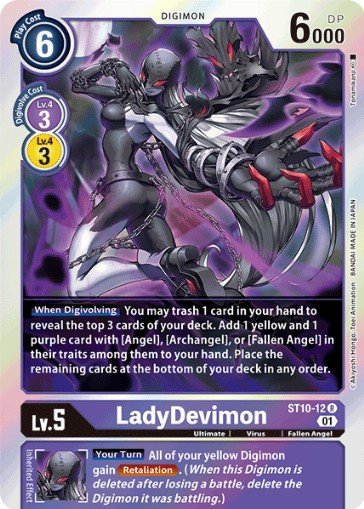 DIGIMON
Play Cost
6
DP
6000
Digivolve Cost
Lv.4
3
Lv.4
3
Tonamikanji
©Akiyoshi Hongo, Toei Animation BANDAI MADE IN JAPAN
When Digivolving You may trash 1 card in your hand to
reveal the top 3 cards of your deck. Add 1 yellow and 1
purple card with [Angel], [Archangel], or [Fallen Angel] in
their traits among them to your hand. Place the
remaining cards at the bottom of your deck in any order.
Lv.5
LadyDevimon
ST10-12 R
01
Ultimate Virus Fallen Angel
Inherited Effect
Your Turn All of your yellow Digimon
gain Retaliation. (When this Digimon is
deleted after losing a battle, delete the
Digimon it was battling.)